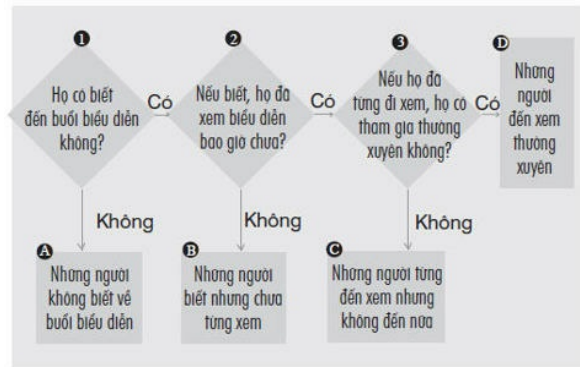 1
Họ có biết
đến buổi biểu diễn
không?
Có
2
Nếu biết, họ đã
xem biểu diễn
bao giờ chưa?
Có
3
Nếu họ đã
từng đi xem, họ có
tham gia thường
xuyên không?
Có
D
Những
người
đến xem
thường
xuyên
Không
Không
Không
A
Những người
không biết về
buổi biểu diễn
B
Những người
biết nhưng chưa
từng xem
C
Những người từng
đến xem nhưng
không đến nữa